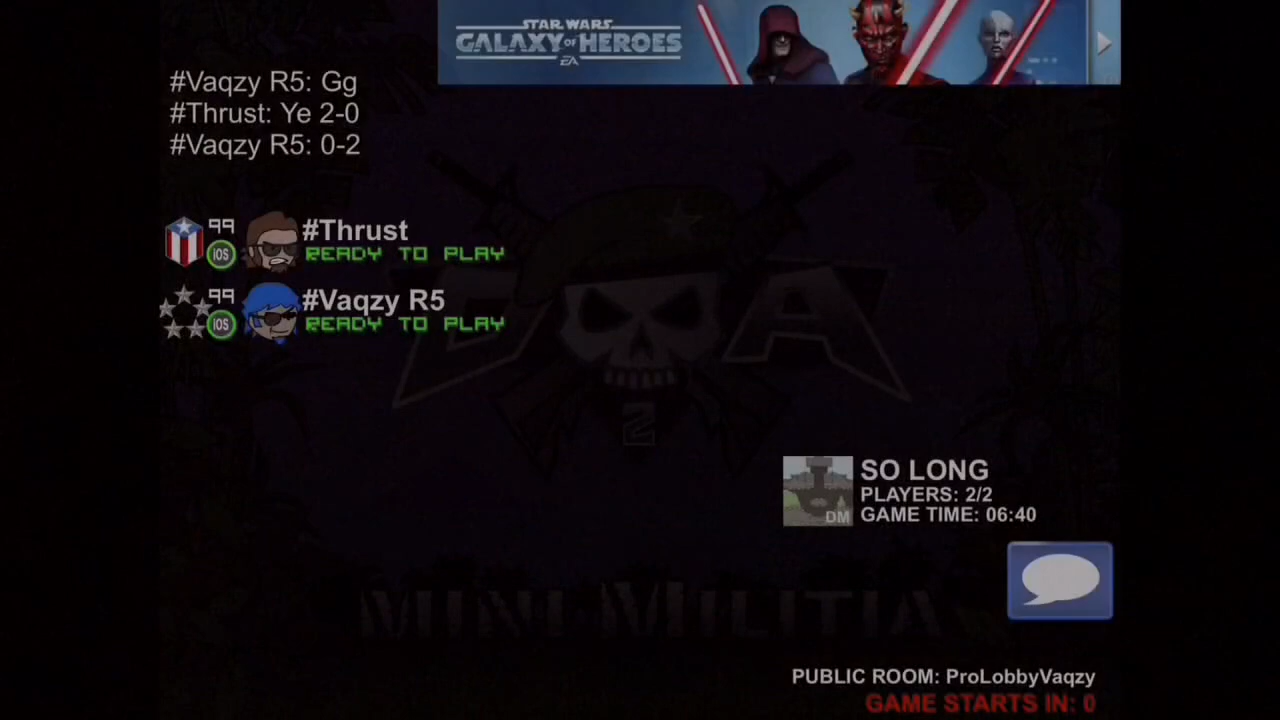 STAR WARS
GALAXY OF HEROES
EA
#Vaqzy R5: Gg
#Thrust: Ye 2-0
#Vaqzy R5: 0-2
99 #Thrust
iOS READY TO PLAY
99 #Vaqzy R5
iOS READY TO PLAY
D A
2
SO LONG
PLAYERS: 2/2
DM GAME TIME: 06:40
MINI MILITIA
PUBLIC ROOM: ProLobbyVaqzy
GAME STARTS IN: 0